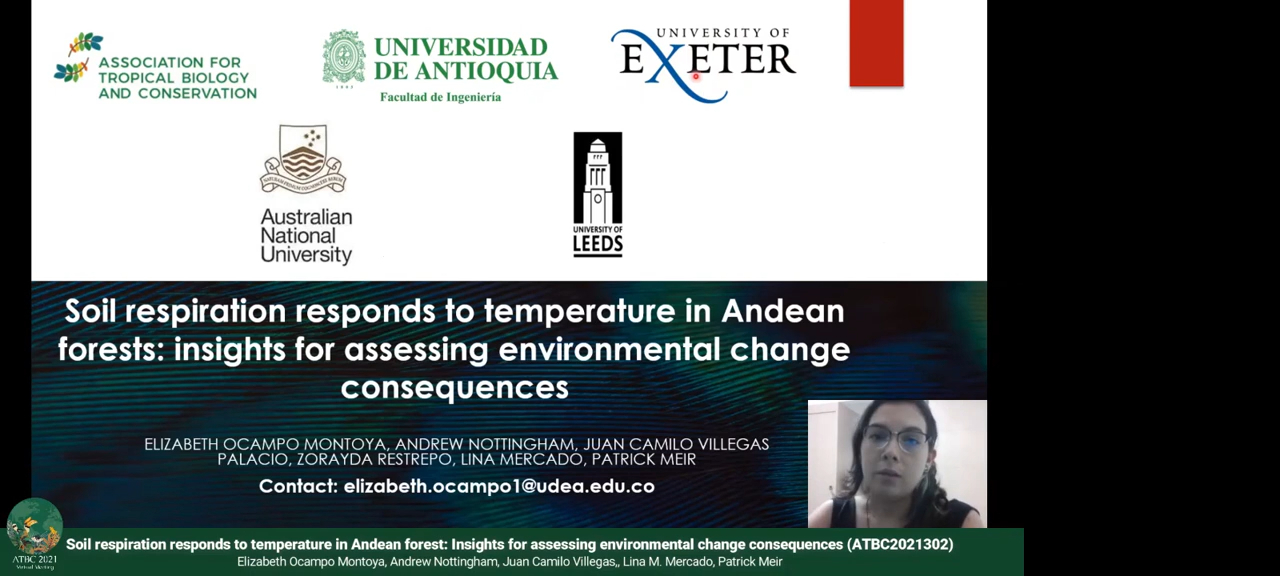 ASSOCIATION FOR
TROPICAL BIOLOGY
AND CONSERVATION
UNIVERSIDAD
DE ANTIOQUIA
1803
Facultad de Ingeniería
UNIVERSITY OF
EXETER
Australian
National
University
UNIVERSITY OF
LEEDS
Soil respiration responds to temperature in Andean
forests: insights for assessing environmental change
consequences
ELIZABETH OCAMPO MONTOYA, ANDREW NOTTINGHAM, JUAN CAMILO VILLEGAS
PALACIO, ZORAYDA RESTREPO, LINA MERCADO, PATRICK MEIR
Contact: elizabeth.ocampo1@udea.edu.co
ATBC 2021
Virtual Meeting
Soil respiration responds to temperature in Andean forest: Insights for assessing environmental change consequences (ATBC2021302)
Elizabeth Ocampo Montoya, Andrew Nottingham, Juan Camilo Villegas,, Lina M. Mercado, Patrick Meir